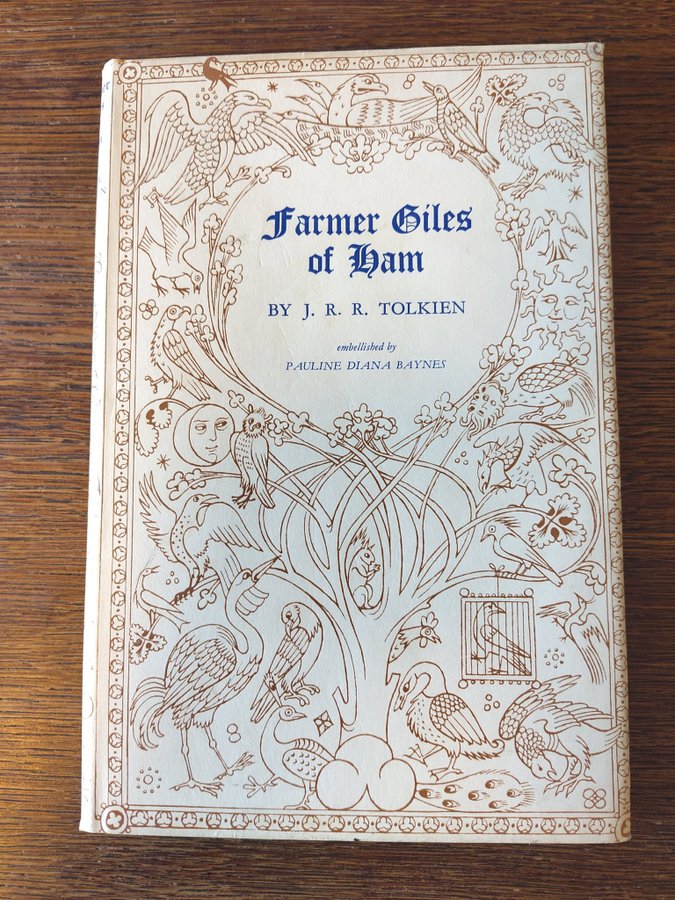 Farmer Giles
of Ham
BY J. R. R. TOLKIEN
embellished by
PAULINE DIANA BAYNES